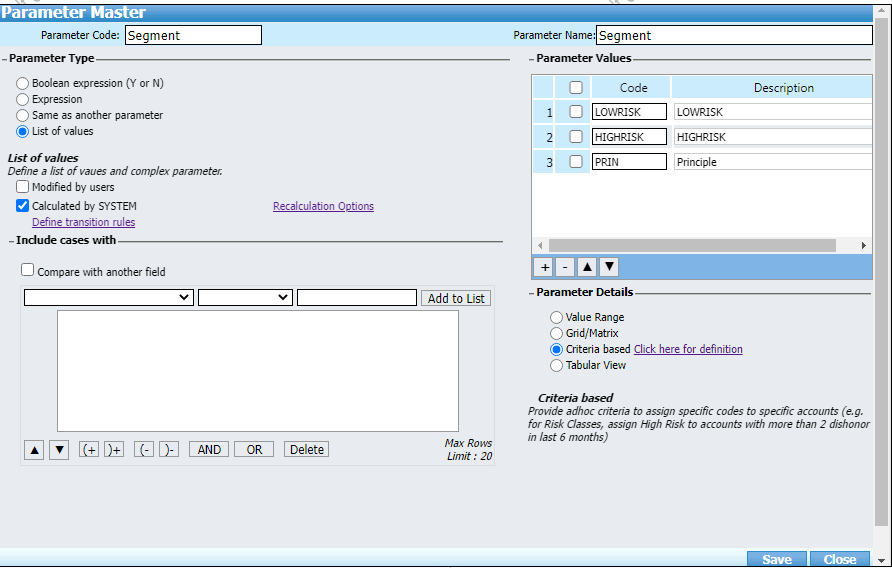 Parameter Master
Parameter Code: Segment
Parameter Name: Segment
Parameter Type
Boolean expression (Y or N)
Expression
Same as another parameter
List of values
List of values
Define a list of vaues and complex parameter.
Modified by users
Calculated by SYSTEM
Recalculation Options
Define transition rules
Include cases with
Compare with another field
Add to List
(+ )+ (- )- AND OR Delete
Max Rows
Limit : 20
Parameter Values
Code Description
1 LOWRISK LOWRISK
2 HIGHRISK HIGHRISK
3 PRIN Principle
+ -
Parameter Details
Value Range
Grid/Matrix
Criteria based Click here for definition
Tabular View
Criteria based
Provide adhoc criteria to assign specific codes to specific accounts (e.g.
for Risk Classes, assign High Risk to accounts with more than 2 dishonor
in last 6 months)
Save Close